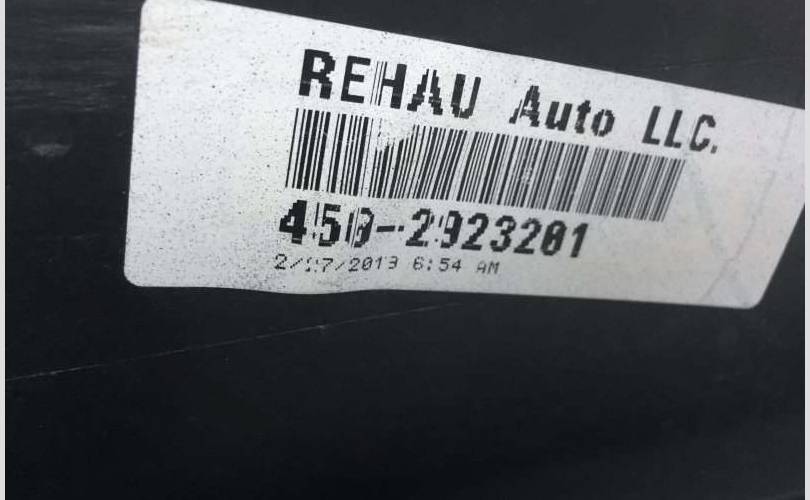 REHAU Auto LLC.
450-2923201
6:54 AM